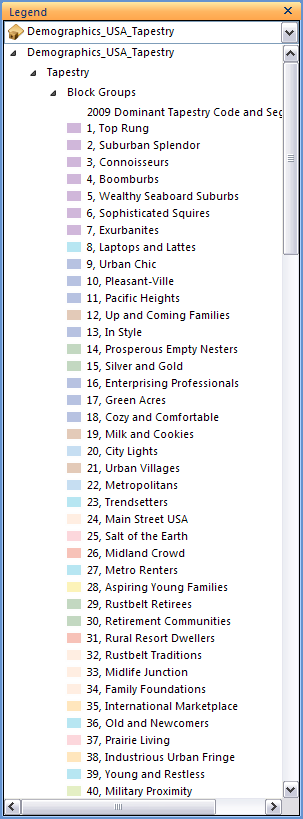 Legend
Demographics_USA_Tapestry
Demographics_USA_Tapestry
Tapestry
Block Groups
2009 Dominant Tapestry Code and Seg
1, Top Rung
2, Suburban Splendor
3, Connoisseurs
4, Boomburbs
5, Wealthy Seaboard Suburbs
6, Sophisticated Squires
7, Exurbanites
8, Laptops and Lattes
9, Urban Chic
10, Pleasant-Ville
11, Pacific Heights
12, Up and Coming Families
13, In Style
14, Prosperous Empty Nesters
15, Silver and Gold
16, Enterprising Professionals
17, Green Acres
18, Cozy and Comfortable
19, Milk and Cookies
20, City Lights
21, Urban Villages
22, Metropolitans
23, Trendsetters
24, Main Street USA
25, Salt of the Earth
26, Midland Crowd
27, Metro Renters
28, Aspiring Young Families
29, Rustbelt Retirees
30, Retirement Communities
31, Rural Resort Dwellers
32, Rustbelt Traditions
33, Midlife Junction
34, Family Foundations
35, International Marketplace
36, Old and Newcomers
37, Prairie Living
38, Industrious Urban Fringe
39, Young and Restless
40, Military Proximity